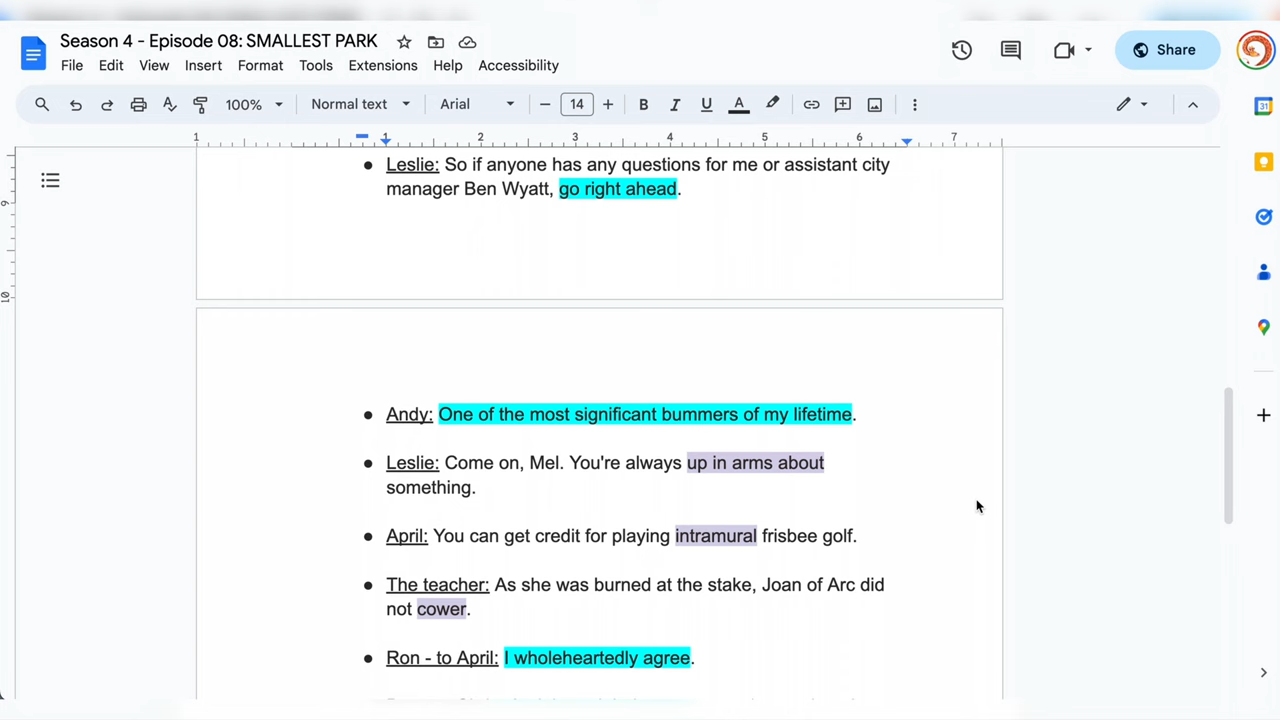 Season 4 - Episode 08: SMALLEST PARK
File Edit View Insert Format Tools Extensions Help Accessibility
Share
100% Normal text Arial 14 B I U A
1 1 2 3 4 5 6 7
9
10
31
Leslie: So if anyone has any questions for me or assistant city
manager Ben Wyatt, go right ahead.
Andy: One of the most significant bummers of my lifetime.
Leslie: Come on, Mel. You're always up in arms about
something.
April: You can get credit for playing intramural frisbee golf.
The teacher: As she was burned at the stake, Joan of Arc did
not cower.
Ron - to April: I wholeheartedly agree.